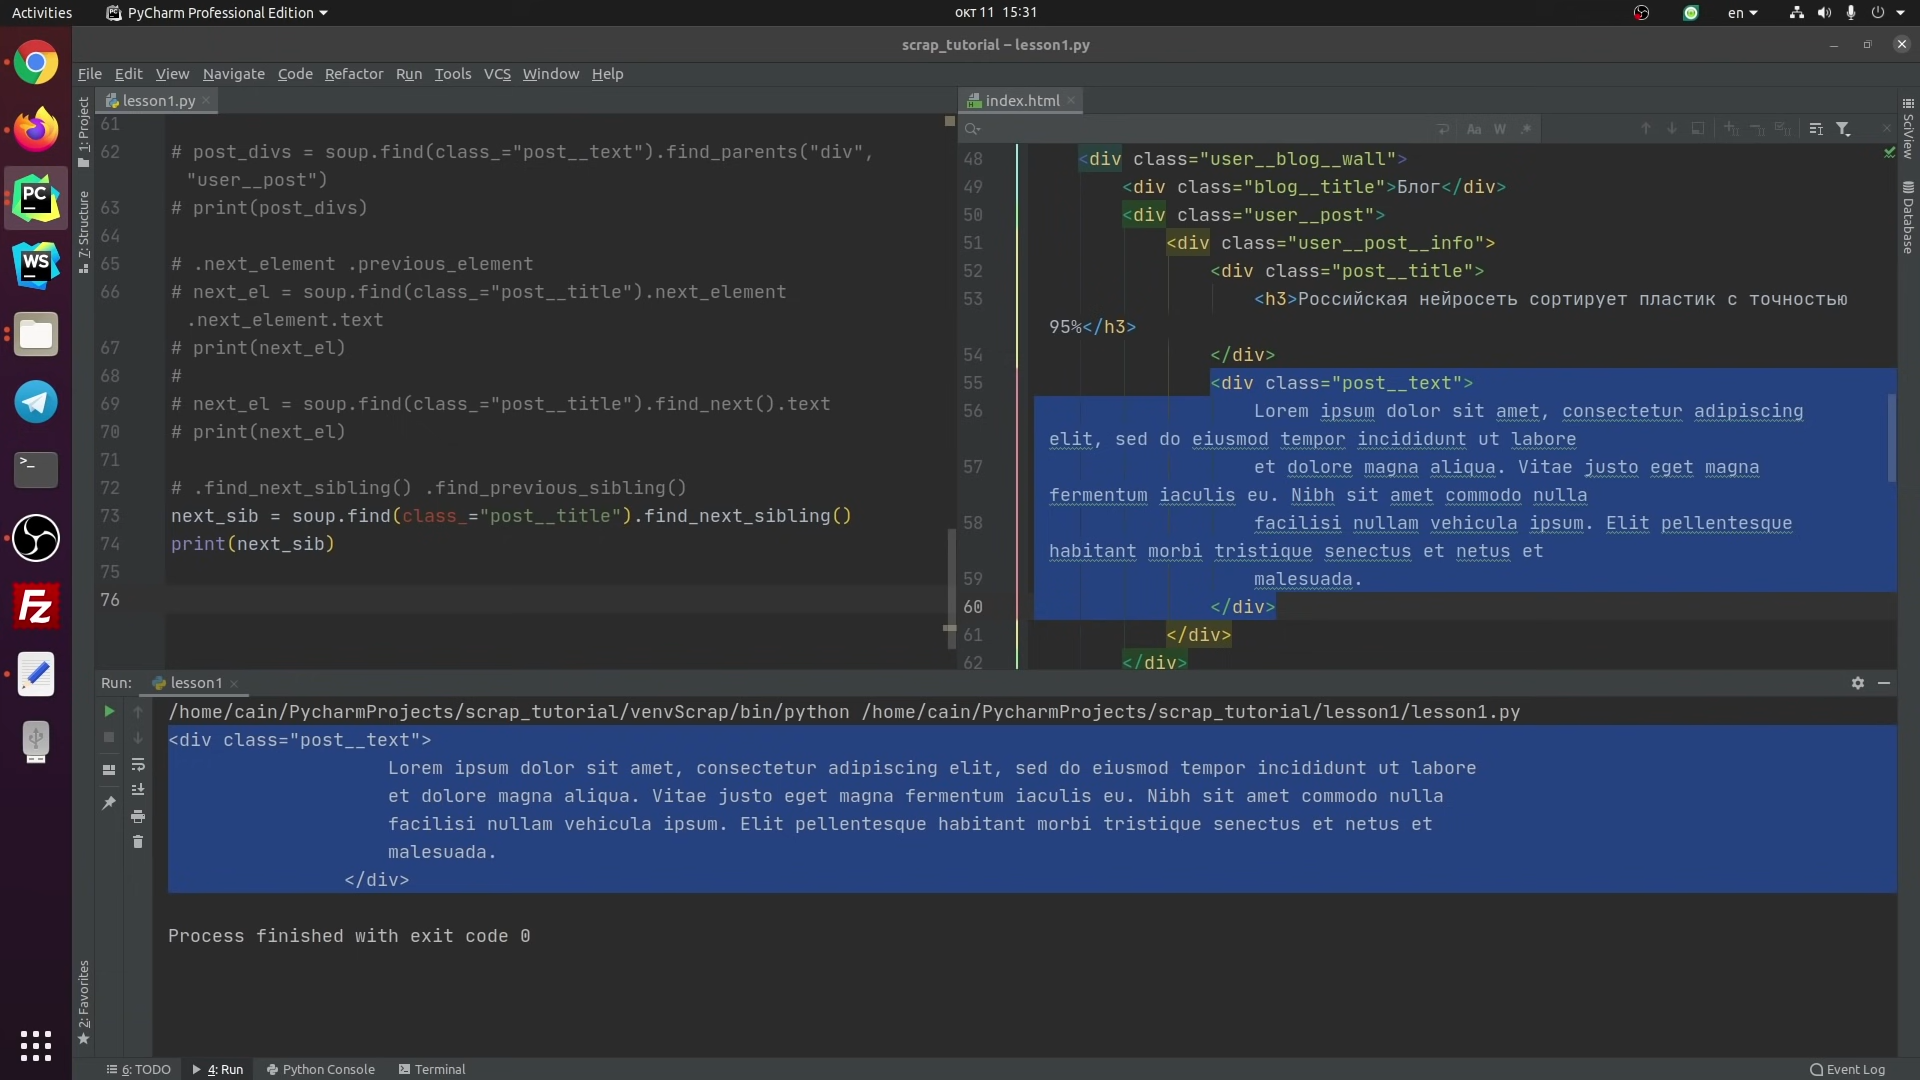 Activities
PyCharm Professional Edition
окт 11 15:31
en
scrap_tutorial – lesson1.py
File Edit View Navigate Code Refactor Run Tools VCS Window Help
lesson1.py
index.html
1: Project
7: Structure
2: Favorites
SciView
Database
61
62 # post_divs = soup.find(class_="post__text").find_parents("div",
"user__post")
63 # print(post_divs)
64
65 # .next_element .previous_element
66 # next_el = soup.find(class_="post__title").next_element
.next_element.text
67 # print(next_el)
68 #
69 # next_el = soup.find(class_="post__title").find_next().text
70 # print(next_el)
71
72 # .find_next_sibling() .find_previous_sibling()
73 next_sib = soup.find(class_="post__title").find_next_sibling()
74 print(next_sib)
75
76
Aa W .*
48 <div class="user__blog__wall">
49 <div class="blog__title">Блог</div>
50 <div class="user__post">
51 <div class="user__post__info">
52 <div class="post__title">
53 <h3>Российская нейросеть сортирует пластик с точностью
95%</h3>
54 </div>
55 <div class="post__text">
56 Lorem ipsum dolor sit amet, consectetur adipiscing
elit, sed do eiusmod tempor incididunt ut labore
57 et dolore magna aliqua. Vitae justo eget magna
fermentum iaculis eu. Nibh sit amet commodo nulla
58 facilisi nullam vehicula ipsum. Elit pellentesque
habitant morbi tristique senectus et netus et
59 malesuada.
60 </div>
61 </div>
62 </div>
Run: lesson1
/home/cain/PycharmProjects/scrap_tutorial/venvScrap/bin/python /home/cain/PycharmProjects/scrap_tutorial/lesson1/lesson1.py
<div class="post__text">
Lorem ipsum dolor sit amet, consectetur adipiscing elit, sed do eiusmod tempor incididunt ut labore
et dolore magna aliqua. Vitae justo eget magna fermentum iaculis eu. Nibh sit amet commodo nulla
facilisi nullam vehicula ipsum. Elit pellentesque habitant morbi tristique senectus et netus et
malesuada.
</div>
Process finished with exit code 0
6: TODO
4: Run
Python Console
Terminal
Event Log
PC
WS
Fz